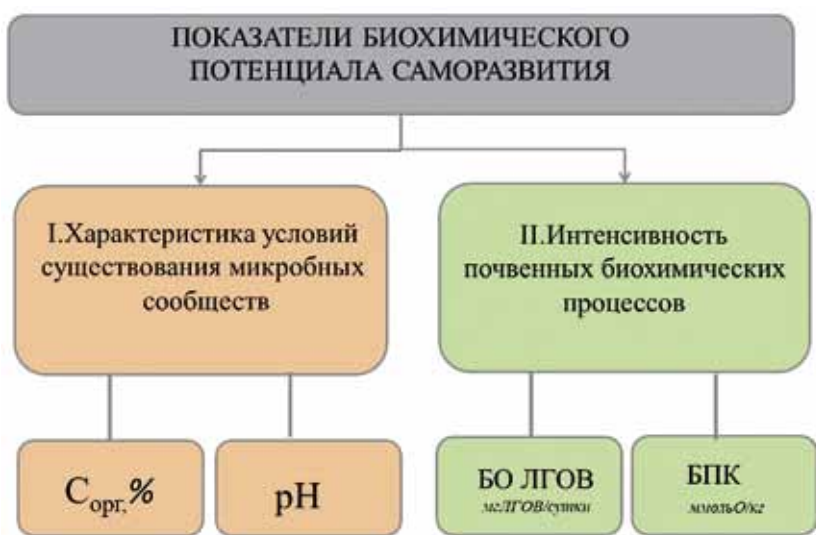 ПОКАЗАТЕЛИ БИОХИМИЧЕСКОГО
ПОТЕНЦИАЛА САМОРАЗВИТИЯ
I.Характеристика условий
существования микробных
сообществ
II.Интенсивность
почвенных биохимических
процессов
Cорг.%
pH
БО ЛГОВ
мгЛГОВ/сутки
БПК
ммольО/кг